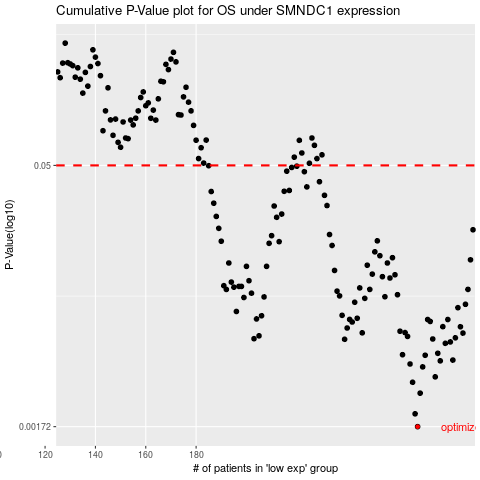 Cumulative P-Value plot for OS under SMNDC1 expression
P-Value(log10)
0.05
0.00172
optimiz
0 120 140 160 180
# of patients in 'low exp' group